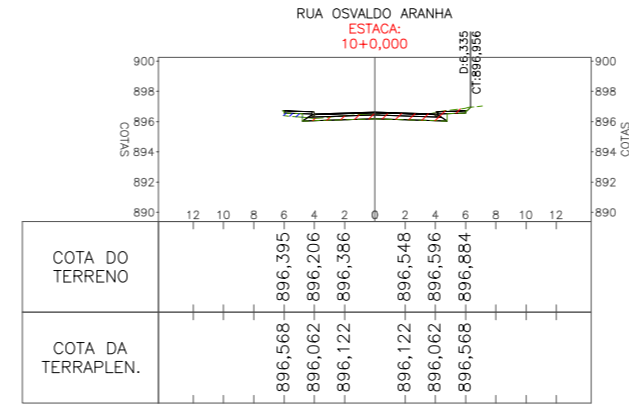 RUA OSVALDO ARANHA
ESTACA:
10+0,000
D:6,335
CT:896,956
900 900
898 898
896 896
894 894
892 892
890 890
COTAS COTAS
12 10 8 6 4 2 0 2 4 6 8 10 12
COTA DO
TERRENO
896,395 896,206 896,386 896,548 896,596 896,884
COTA DA
TERRAPLEN.
896,568 896,062 896,122 896,122 896,062 896,568